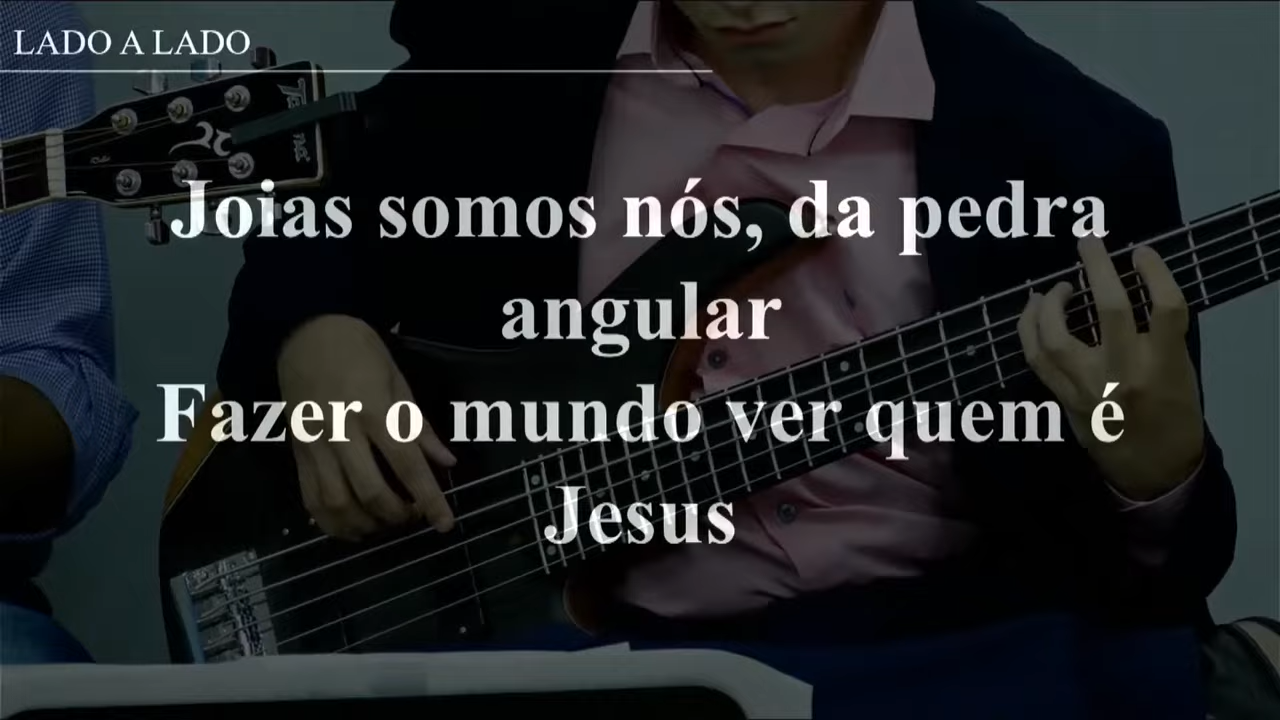 LADO A LADO
Joias somos nós, da pedra
angular
Fazer o mundo ver quem é
Jesus